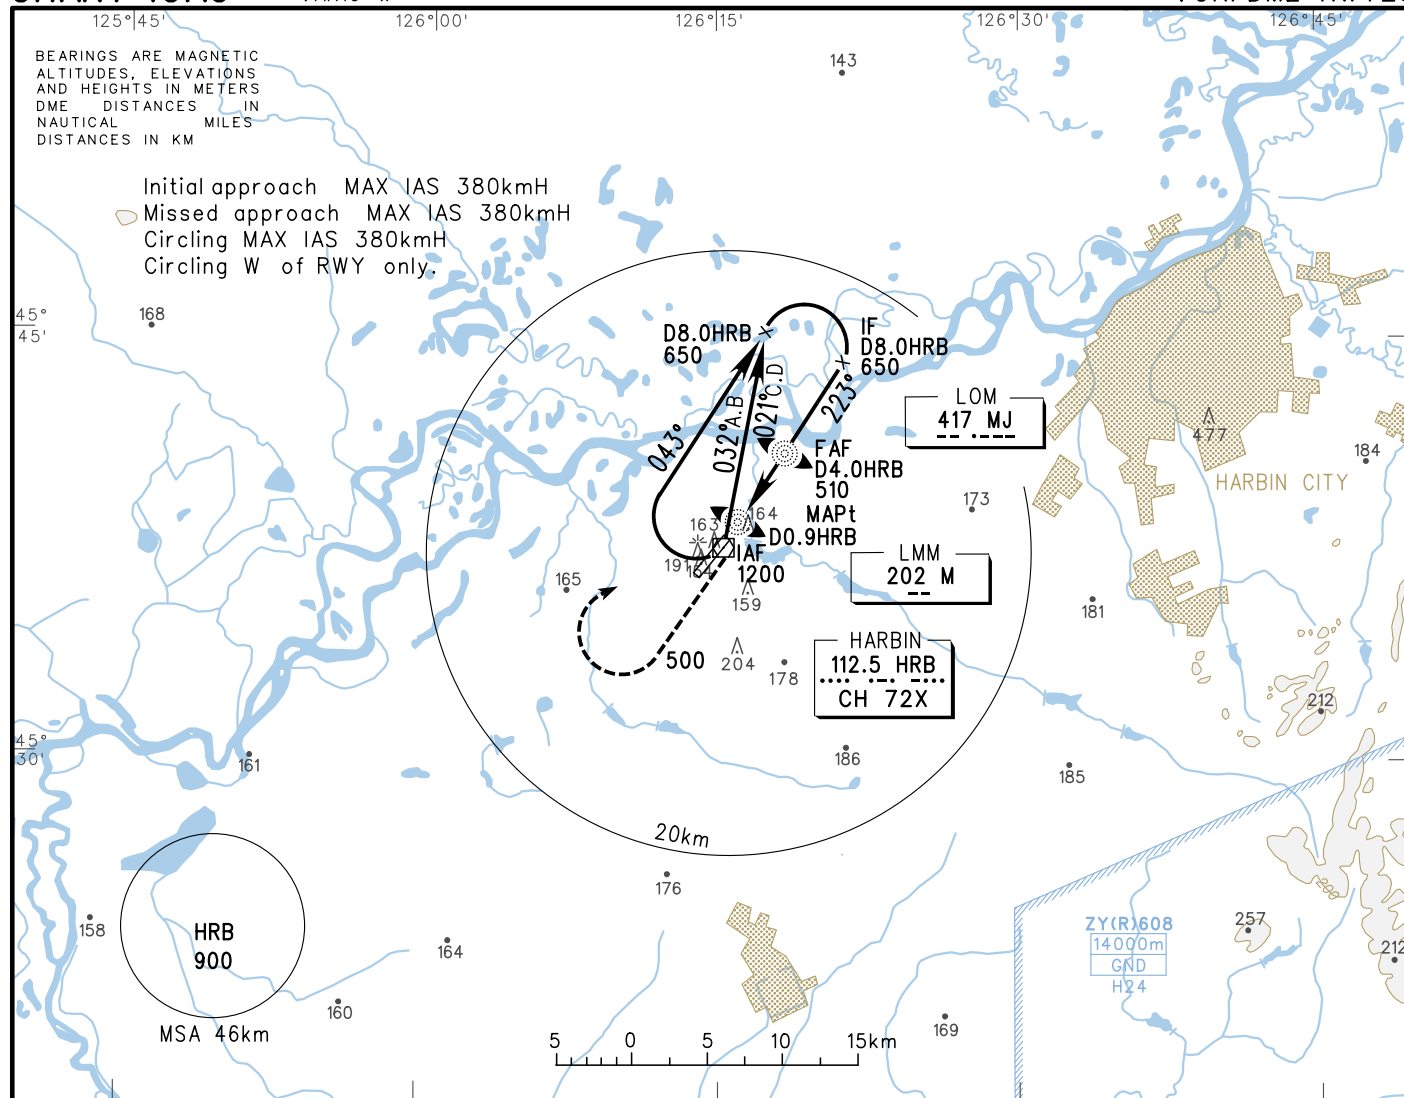 125°45'
126°00'
126°15'
126°30'
126°45'
BEARINGS ARE MAGNETIC
ALTITUDES, ELEVATIONS
AND HEIGHTS IN METERS
DME DISTANCES IN
NAUTICAL MILES
DISTANCES IN KM
143
Initial approach MAX IAS 380kmH
Missed approach MAX IAS 380kmH
Circling MAX IAS 380kmH
Circling W of RWY only.
45°
45'
168
D8.0HRB
650
IF
D8.0HRB
650
043°
032°A.B
021°C.D
223°
LOM
417 MJ
477
184
HARBIN CITY
FAF
D4.0HRB
510
173
MAPt
D0.9HRB
164
163
191
164
IAF
1200
LMM
202 M
165
159
181
500
204
178
HARBIN
112.5 HRB
CH 72X
212
45°
30'
161
186
185
20km
176
200
158
HRB
900
164
ZY(R)608
14000m
GND
H24
257
212
160
169
MSA 46km
5 0 5 10 15km